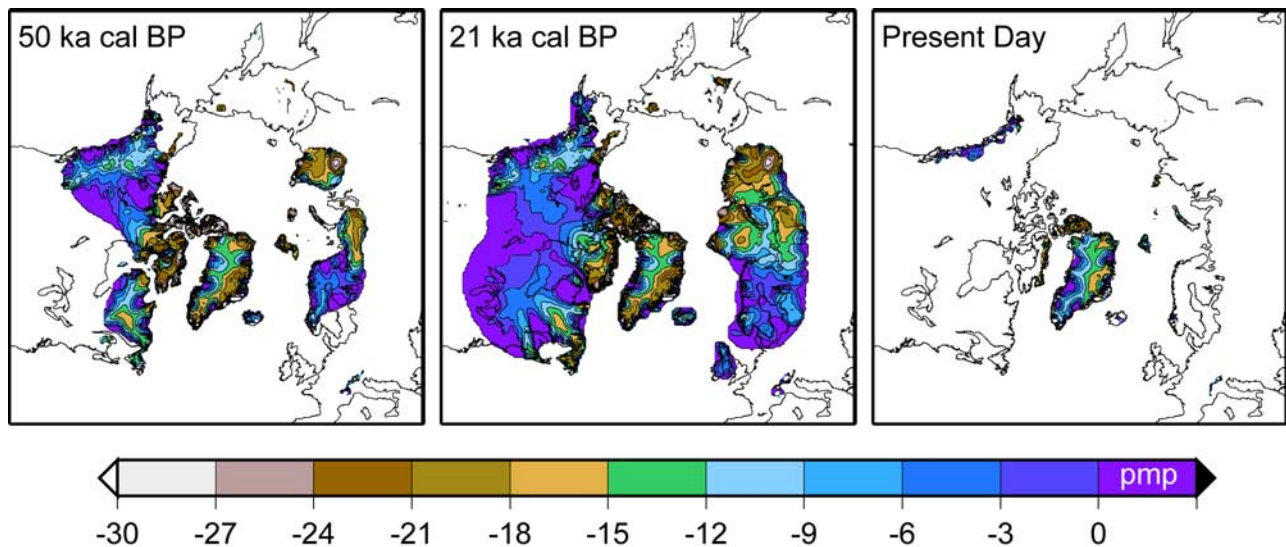 50 ka cal BP
21 ka cal BP
Present Day
pmp
-30 -27 -24 -21 -18 -15 -12 -9 -6 -3 0